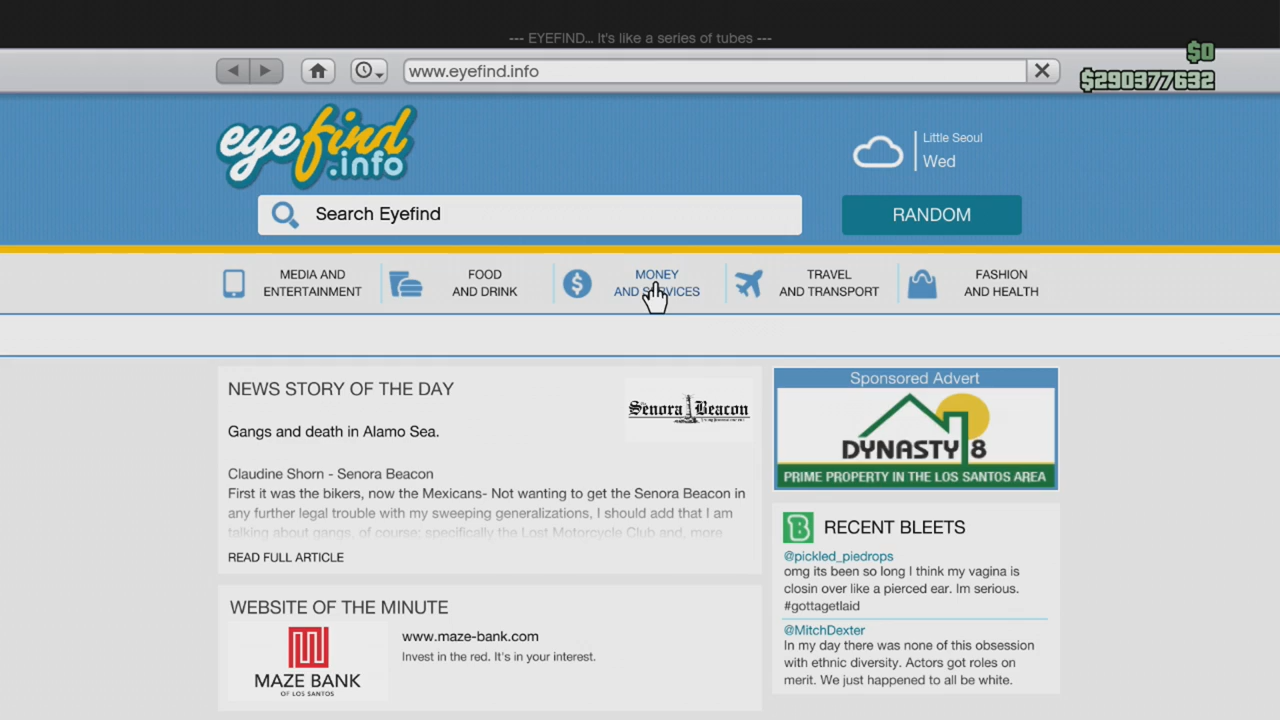 --- EYEFIND... It's like a series of tubes ---
$0
www.eyefind.info
$290377632
eyefind
.info
Little Seoul
Wed
Search Eyefind
RANDOM
MEDIA AND
ENTERTAINMENT
FOOD
AND DRINK
MONEY
AND SERVICES
TRAVEL
AND TRANSPORT
FASHION
AND HEALTH
NEWS STORY OF THE DAY
Senora Beacon
Gangs and death in Alamo Sea.
Claudine Shorn - Senora Beacon
First it was the bikers, now the Mexicans- Not wanting to get the Senora Beacon in
any further legal trouble with my sweeping generalizations, I should add that I am
talking about gangs, of course; specifically the Lost Motorcycle Club and, more
READ FULL ARTICLE
WEBSITE OF THE MINUTE
MAZE BANK
OF LOS SANTOS
www.maze-bank.com
Invest in the red. It's in your interest.
Sponsored Advert
DYNASTY 8
PRIME PROPERTY IN THE LOS SANTOS AREA
RECENT BLEETS
@pickled_piedrops
omg its been so long I think my vagina is
closin over like a pierced ear. Im serious.
#gottagetlaid
@MitchDexter
In my day there was none of this obsession
with ethnic diversity. Actors got roles on
merit. We just happened to all be white.